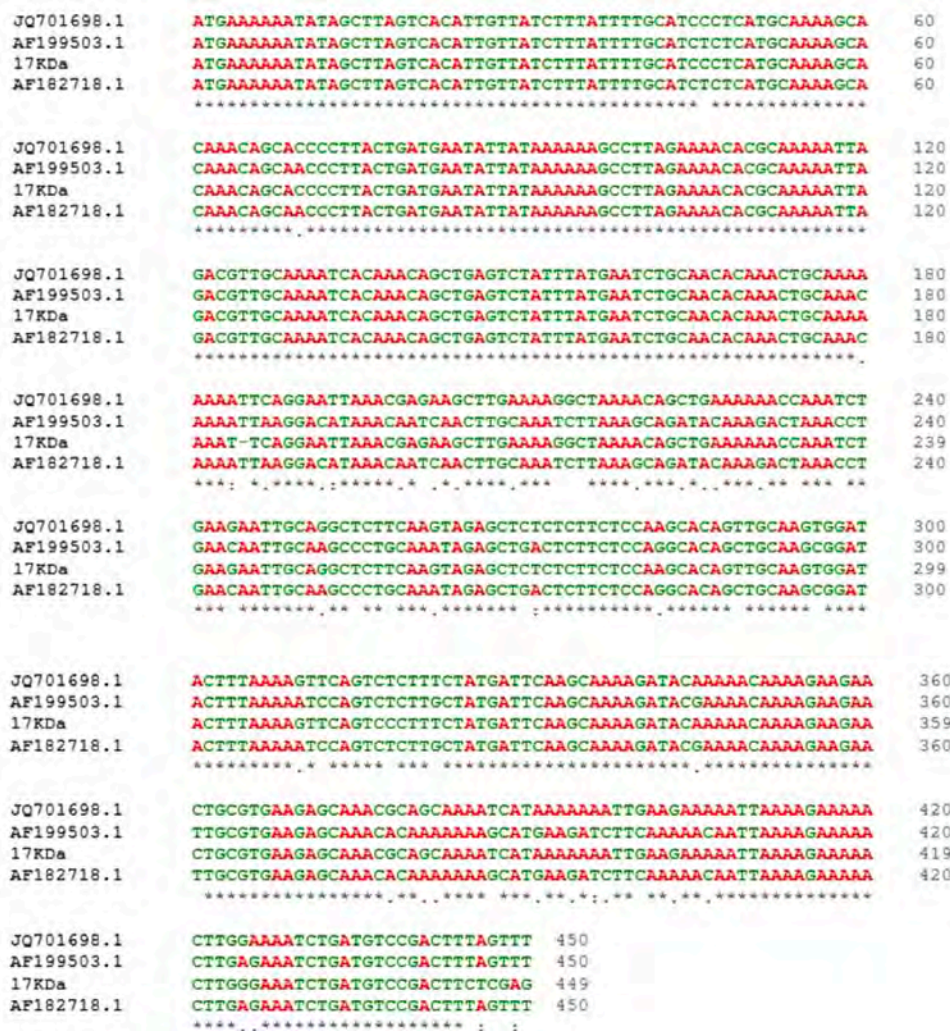 JQ701698.1 ATGAAAAAATATAGCTTAGTCACATTGTTATCTTTATTTTGCATCCCTCATGCAAAAGCA 60
AF199503.1 ATGAAAAAATATAGCTTAGTCACATTGTTATCTTTATTTTGCATCTCTCATGCAAAAGCA 60
17KDa ATGAAAAAATATAGCTTAGTCACATTGTTATCTTTATTTTGCATCCCTCATGCAAAAGCA 60
AF182718.1 ATGAAAAAATATAGCTTAGTCACATTGTTATCTTTATTTTGCATCTCTCATGCAAAAGCA 60
********************************************* **************
JQ701698.1 CAAACAGCACCCCTTACTGATGAATATTATAAAAAAGCCTTAGAAAACACGCAAAAATTA 120
AF199503.1 CAAACAGCAACCCTTACTGATGAATATTATAAAAAAGCCTTAGAAAACACGCAAAAATTA 120
17KDa CAAACAGCACCCCTTACTGATGAATATTATAAAAAAGCCTTAGAAAACACGCAAAAATTA 120
AF182718.1 CAAACAGCAACCCTTACTGATGAATATTATAAAAAAGCCTTAGAAAACACGCAAAAATTA 120
*********.**************************************************
JQ701698.1 GACGTTGCAAAATCACAAACAGCTGAGTCTATTTATGAATCTGCAACACAAACTGCAAAA 180
AF199503.1 GACGTTGCAAAATCACAAACAGCTGAGTCTATTTATGAATCTGCAACACAAACTGCAAAC 180
17KDa GACGTTGCAAAATCACAAACAGCTGAGTCTATTTATGAATCTGCAACACAAACTGCAAAA 180
AF182718.1 GACGTTGCAAAATCACAAACAGCTGAGTCTATTTATGAATCTGCAACACAAACTGCAAAC 180
***********************************************************.
JQ701698.1 AAAATTCAGGAATTAAACGAGAAGCTTGAAAAGGCTAAAACAGCTGAAAAAACCAAATCT 240
AF199503.1 AAAATTAAGGACATAAACAATCAACTTGCAAATCTTAAAGCAGATACAAAGACTAAACCT 240
17KDa AAAT-TCAGGAATTAAACGAGAAGCTTGAAAAGGCTAAAACAGCTGAAAAAACCAAATCT 239
AF182718.1 AAAATTAAGGACATAAACAATCAACTTGCAAATCTTAAAGCAGATACAAAGACTAAACCT 240
***: *.****.:*****.*  *.****.***   ****.***.*..***.** *** **
JQ701698.1 GAAGAATTGCAGGCTCTTCAAGTAGAGCTCTCTCTTCTCCAAGCACAGTTGCAAGTGGAT 300
AF199503.1 GAACAATTGCAAGCCCTGCAAATAGAGCTGACTCTTCTCCAGGCACAGCTGCAAGCGGAT 300
17KDa GAAGAATTGCAGGCTCTTCAAGTAGAGCTCTCTCTTCTCCAAGCACAGTTGCAAGTGGAT 299
AF182718.1 GAACAATTGCAAGCCCTGCAAATAGAGCTGACTCTTCTCCAGGCACAGCTGCAAGCGGAT 300
*** *******.** ** ***.******* :**********.****** ****** ****
JQ701698.1 ACTTTAAAAGTTCAGTCTCTTTCTATGATTCAAGCAAAAGATACAAAAACAAAAGAAGAA 360
AF199503.1 ACTTTAAAAATCCAGTCTCTTGCTATGATTCAAGCAAAAGATACGAAAACAAAAGAAGAA 360
17KDa ACTTTAAAAGTTCAGTCCCTTTCTATGATTCAAGCAAAAGATACAAAAACAAAAGAAGAA 359
AF182718.1 ACTTTAAAAATCCAGTCTCTTGCTATGATTCAAGCAAAAGATACGAAAACAAAAGAAGAA 360
*********.* ***** *** **********************.***************
JQ701698.1 CTGCGTGAAGAGCAAACGCAGCAAAATCATAAAAAAATTGAAGAAAAATTAAAAGAAAAA 420
AF199503.1 TTGCGTGAAGAGCAAACACAAAAAAAGCATGAAGATCTTCAAAAACAATTAAAAGAAAAA 420
17KDa CTGCGTGAAGAGCAAACGCAGCAAAATCATAAAAAAATTGAAGAAAAATTAAAAGAAAAA 419
AF182718.1 TTGCGTGAAGAGCAAACACAAAAAAAGCATGAAGATCTTCAAAAACAATTAAAAGAAAAA 420
 ****************.**..**** ***.**.*:.** **.**.**************
JQ701698.1 CTTGGAAAATCTGATGTCCGACTTTAGTTT 450
AF199503.1 CTTGAGAAATCTGATGTCCGACTTTAGTTT 450
17KDa CTTGGGAAATCTGATGTCCGACTTCTCGAG 449
AF182718.1 CTTGAGAAATCTGATGTCCGACTTTAGTTT 450
****..****************** :  :